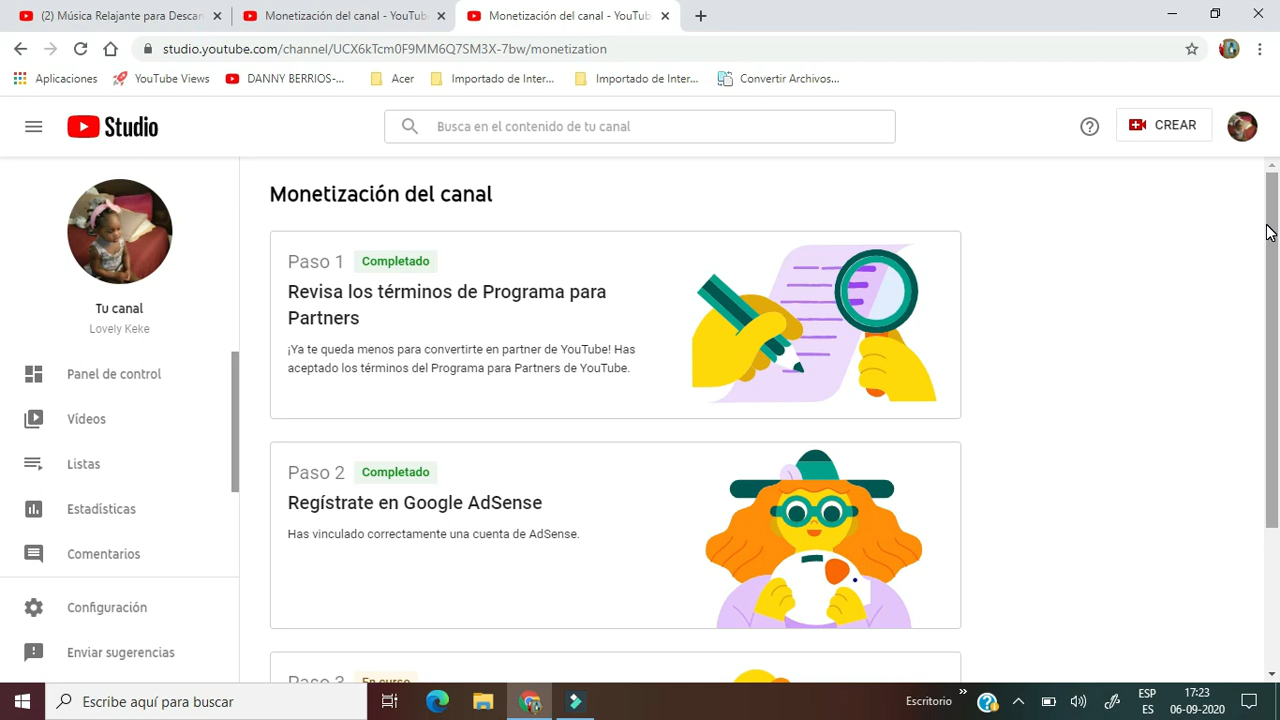 (2) Música Relajante para Descan
Monetización del canal - YouTube
Monetización del canal - YouTube
studio.youtube.com/channel/UCX6kTcm0F9MM6Q7SM3X-7bw/monetization
Aplicaciones
YouTube Views
DANNY BERRIOS-...
Acer
Importado de Inter...
Importado de Inter...
Convertir Archivos...
Studio
Busca en el contenido de tu canal
CREAR
Tu canal
Lovely Keke
Panel de control
Vídeos
Listas
Estadísticas
Comentarios
Configuración
Enviar sugerencias
Monetización del canal
Paso 1 Completado
Revisa los términos de Programa para
Partners
¡Ya te queda menos para convertirte en partner de YouTube! Has
aceptado los términos del Programa para Partners de YouTube.
Paso 2 Completado
Regístrate en Google AdSense
Has vinculado correctamente una cuenta de AdSense.
Paso 3 En curso
Escribe aquí para buscar
Escritorio
ESP
ES
17:23
06-09-2020